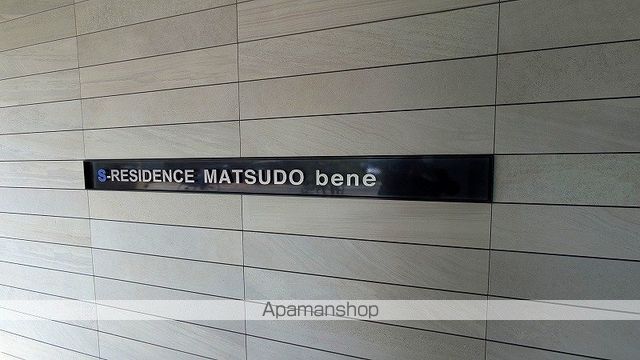 S-RESIDENCE MATSUDO bene
Apamanshop